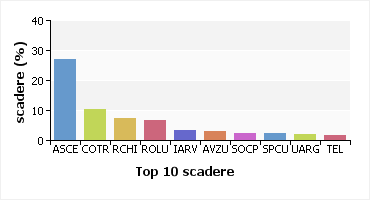 40
30
20
10
0
scadere (%)
ASCE COTR RCHI ROLU IARV AVZU SOCP SPCU UARG TEL
Top 10 scadere